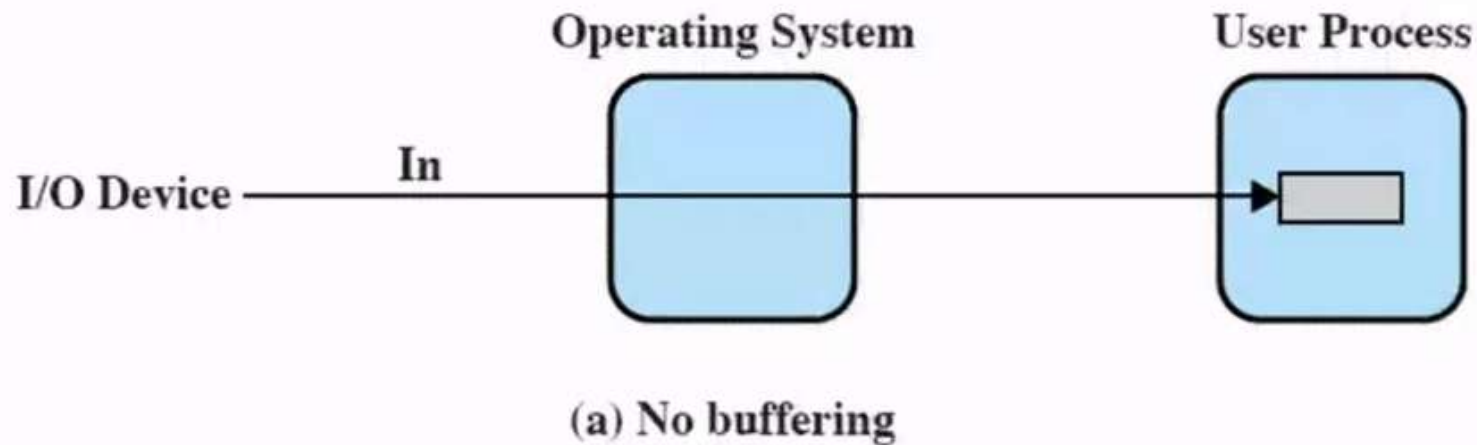 Operating System
User Process
In
I/O Device
(a) No buffering